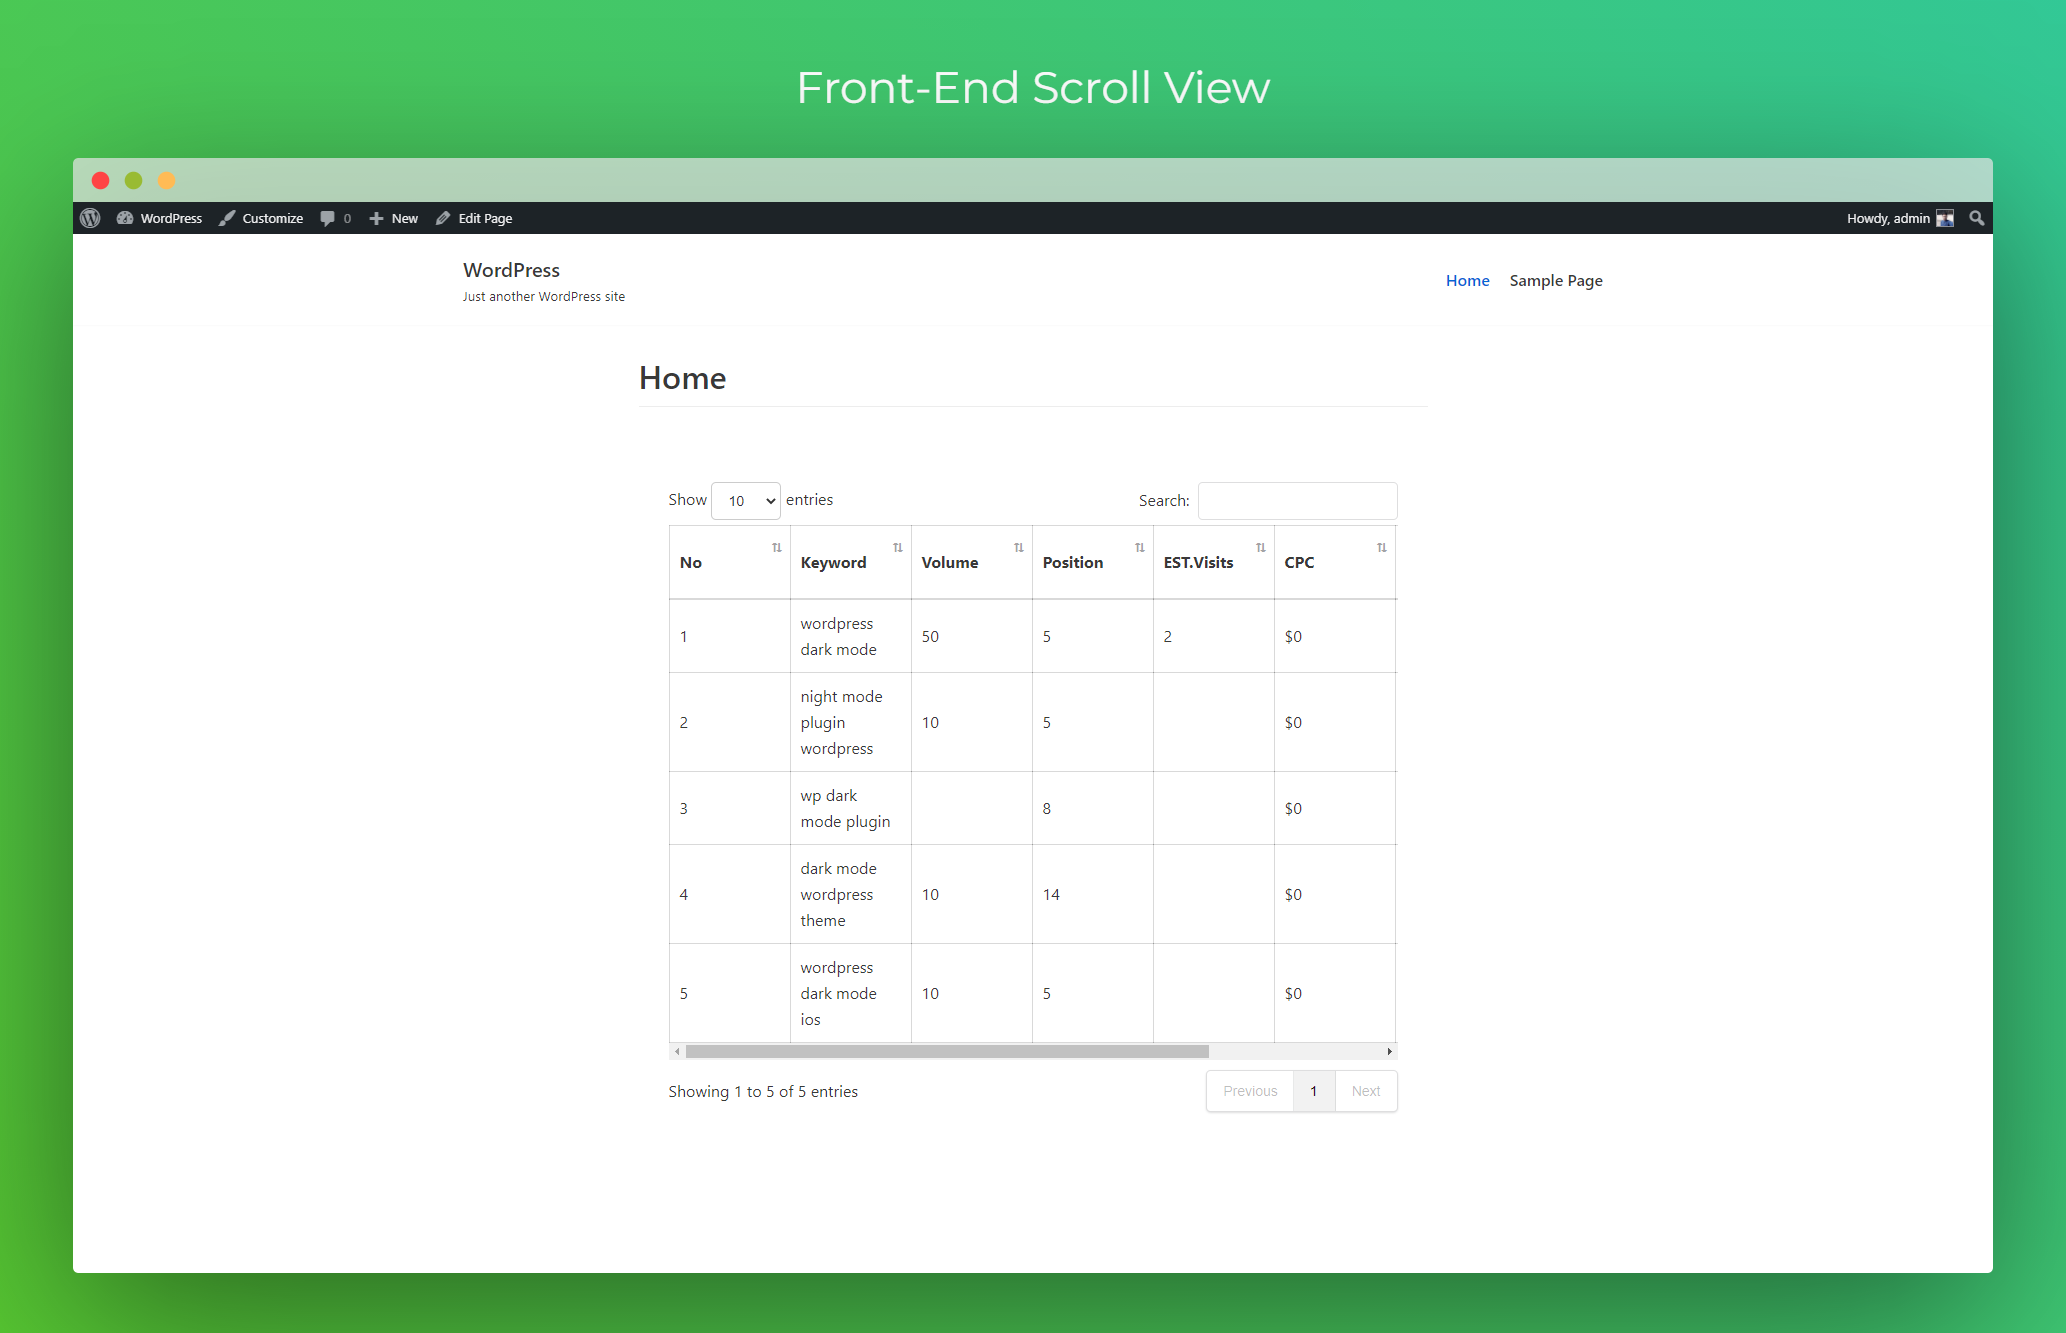 Front-End Scroll View
WordPress Customize 0 New Edit Page Howdy, admin
WordPress
Just another WordPress site
Home Sample Page
Home
Show 10 entries Search:
No Keyword Volume Position EST.Visits CPC
1 wordpress dark mode 50 5 2 $0
2 night mode plugin wordpress 10 5 $0
3 wp dark mode plugin 8 $0
4 dark mode wordpress theme 10 14 $0
5 wordpress dark mode ios 10 5 $0
Showing 1 to 5 of 5 entries Previous 1 Next